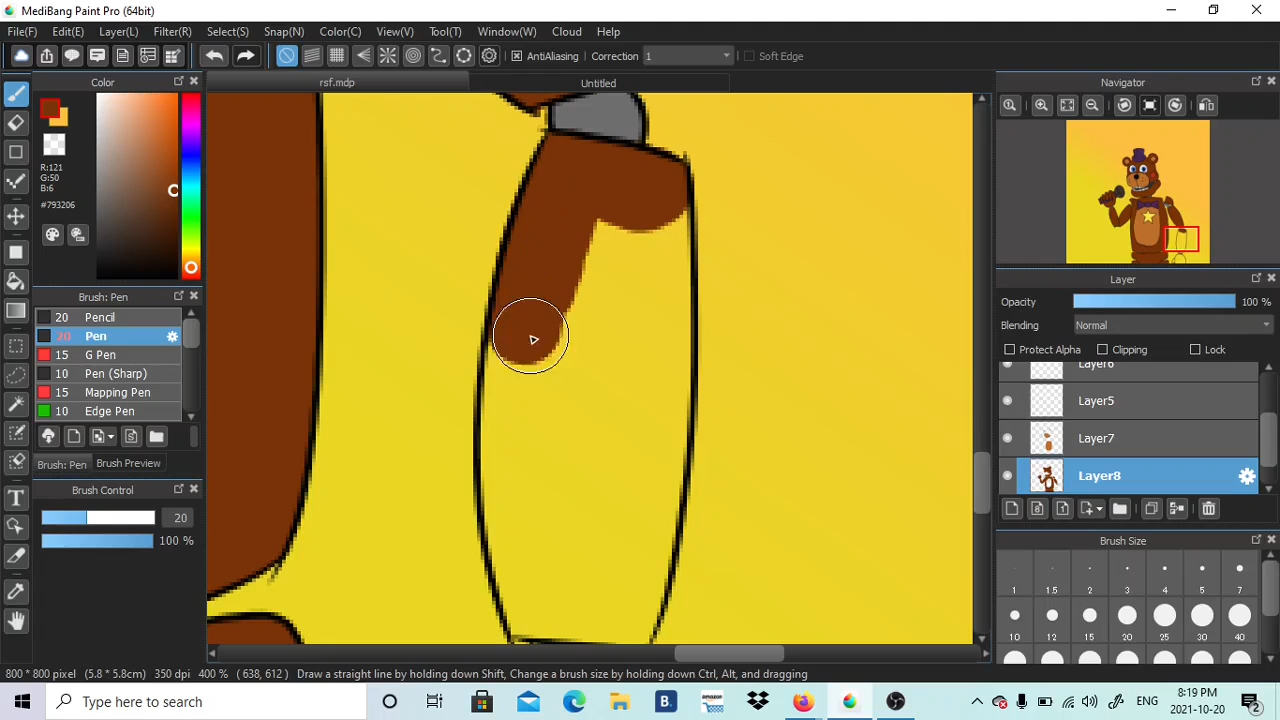 MediBang Paint Pro (64bit)
File(F) Edit(E) Layer(L) Filter(R) Select(S) Snap(N) Color(C) View(V) Tool(T) Window(W) Cloud Help
AntiAliasing Correction 1 Soft Edge
Color rsf.mdp Untitled Navigator
R:121
G:50
B:6
#793206
Brush: Pen
20 Pencil
20 Pen
15 G Pen
10 Pen (Sharp)
15 Mapping Pen
10 Edge Pen
Brush: Pen Brush Preview
Brush Control
20
100 %
Layer
Opacity 100 %
Blending Normal
Protect Alpha Clipping Lock
Layer6
Layer5
Layer7
Layer8
Brush Size
1 1.5 2 3 4 5 7
10 12 15 20 25 30 40
800 * 800 pixel (5.8 * 5.8cm) 350 dpi 400 % ( 638, 612 ) Draw a straight line by holding down Shift, Change a brush size by holding down Ctrl, Alt, and dragging
Type here to search
B.
amazon
8:19 PM
2021-10-20
2